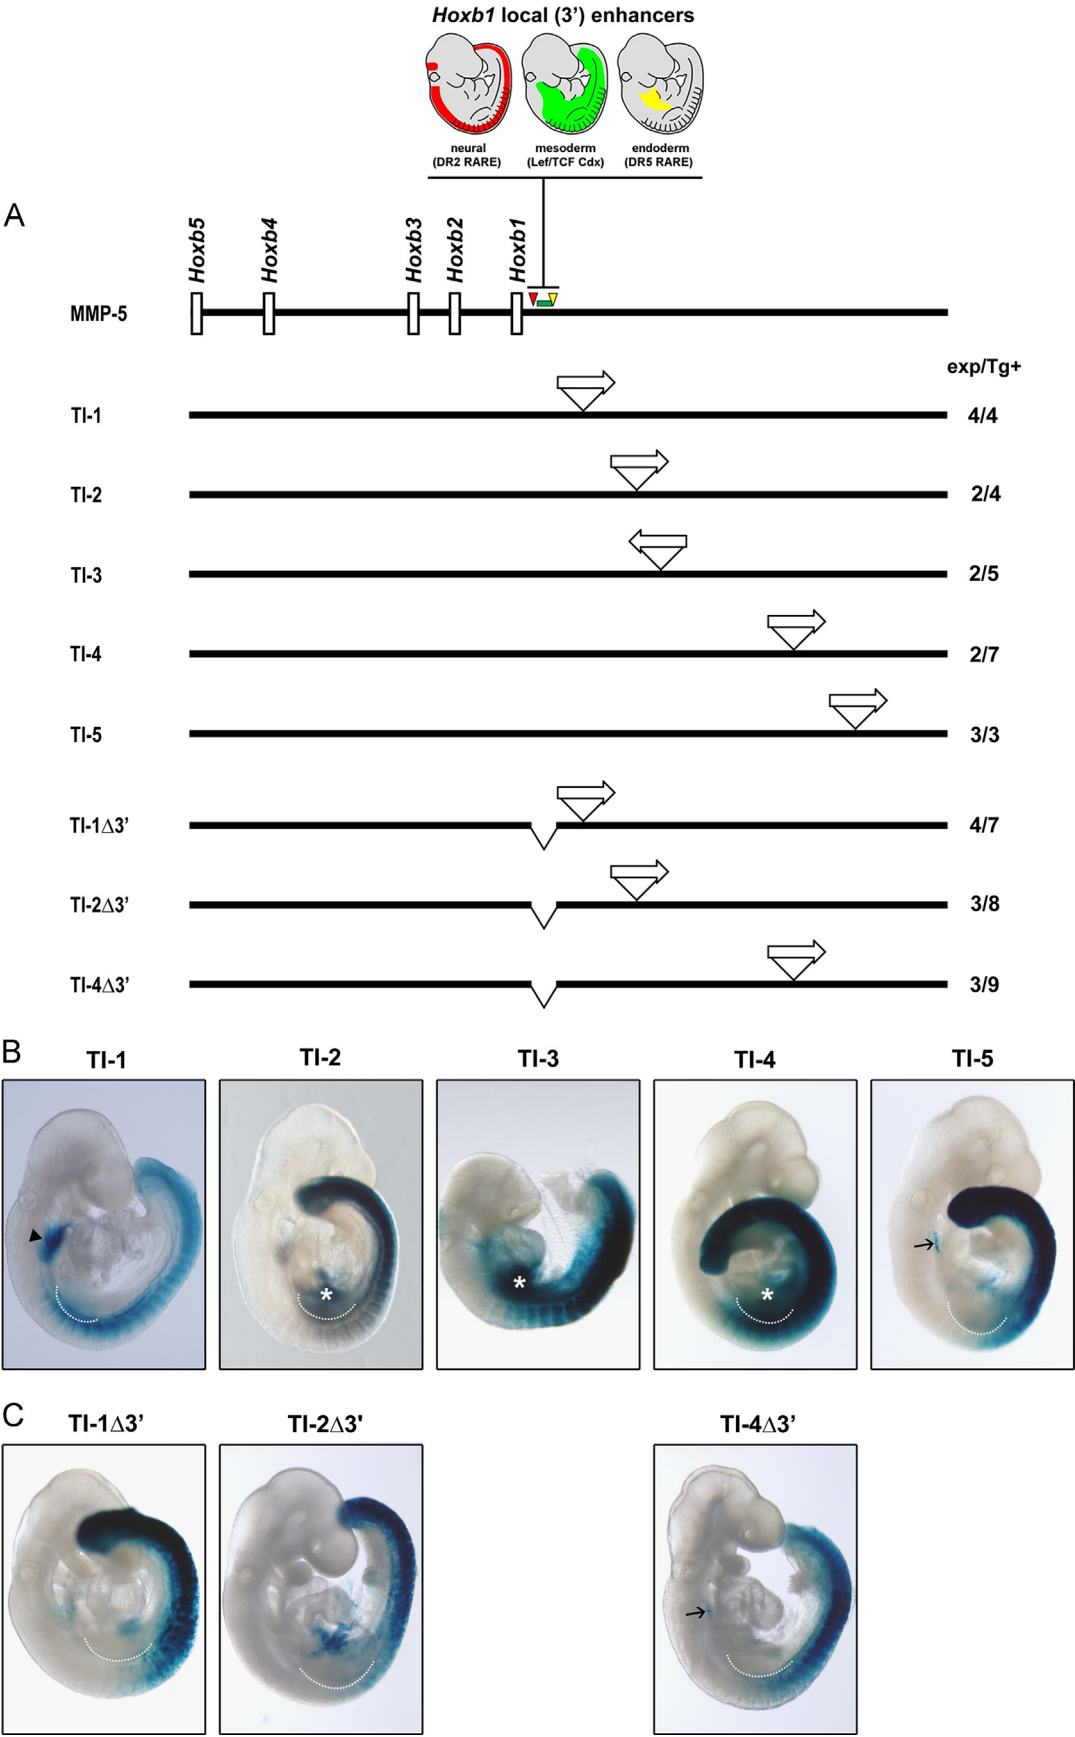 Hoxb1 local (3’) enhancers
neural
(DR2 RARE)
mesoderm
(Lef/TCF Cdx)
endoderm
(DR5 RARE)
A
Hoxb5
Hoxb4
Hoxb3
Hoxb2
Hoxb1
MMP-5
exp/Tg+
TI-1
4/4
TI-2
2/4
TI-3
2/5
TI-4
2/7
TI-5
3/3
TI-1Δ3’
4/7
TI-2Δ3’
3/8
TI-4Δ3’
3/9
B
TI-1
TI-2
TI-3
TI-4
TI-5
*
*
*
C
TI-1Δ3’
TI-2Δ3'
TI-4Δ3’